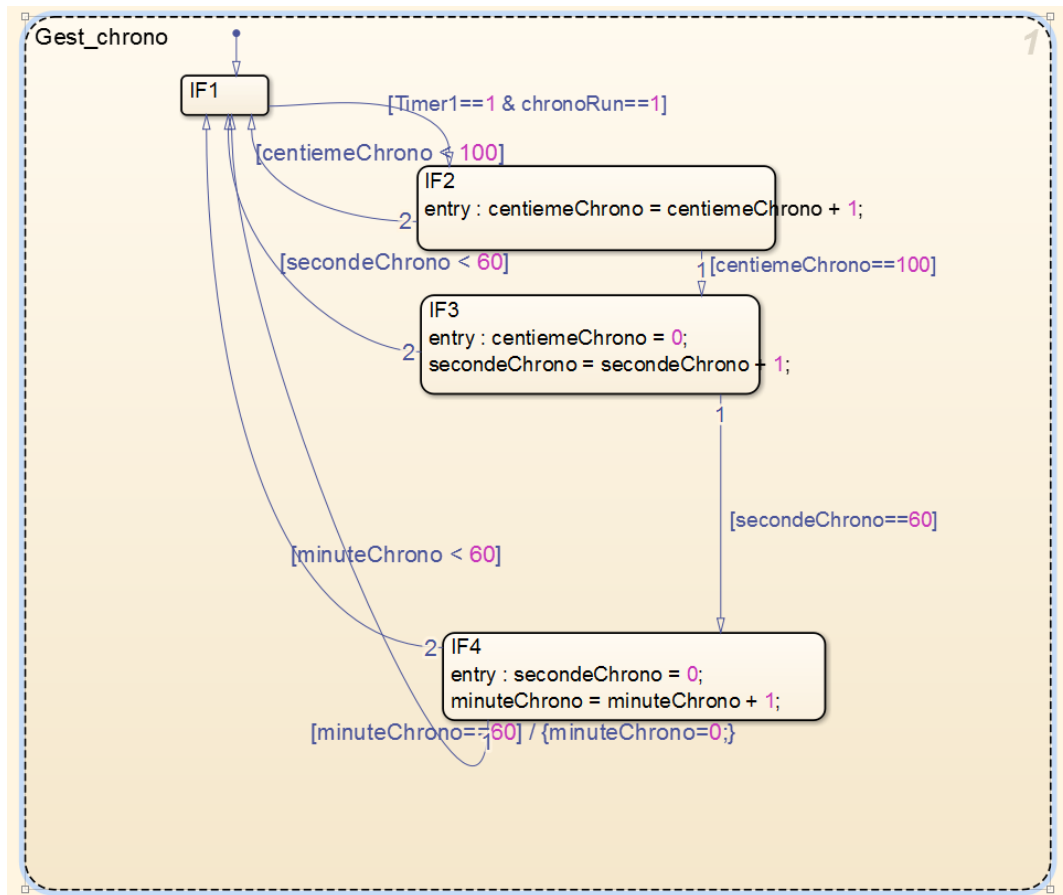 Gest_chrono
1
IF1
[Timer1==1 & chronoRun==1]
[centiemeChrono < 100]
IF2
entry : centiemeChrono = centiemeChrono + 1;
2
[secondeChrono < 60]
1
[centiemeChrono==100]
IF3
entry : centiemeChrono = 0;
secondeChrono = secondeChrono + 1;
2
1
[secondeChrono==60]
[minuteChrono < 60]
2
IF4
entry : secondeChrono = 0;
minuteChrono = minuteChrono + 1;
[minuteChrono==60] / {minuteChrono=0;}
1